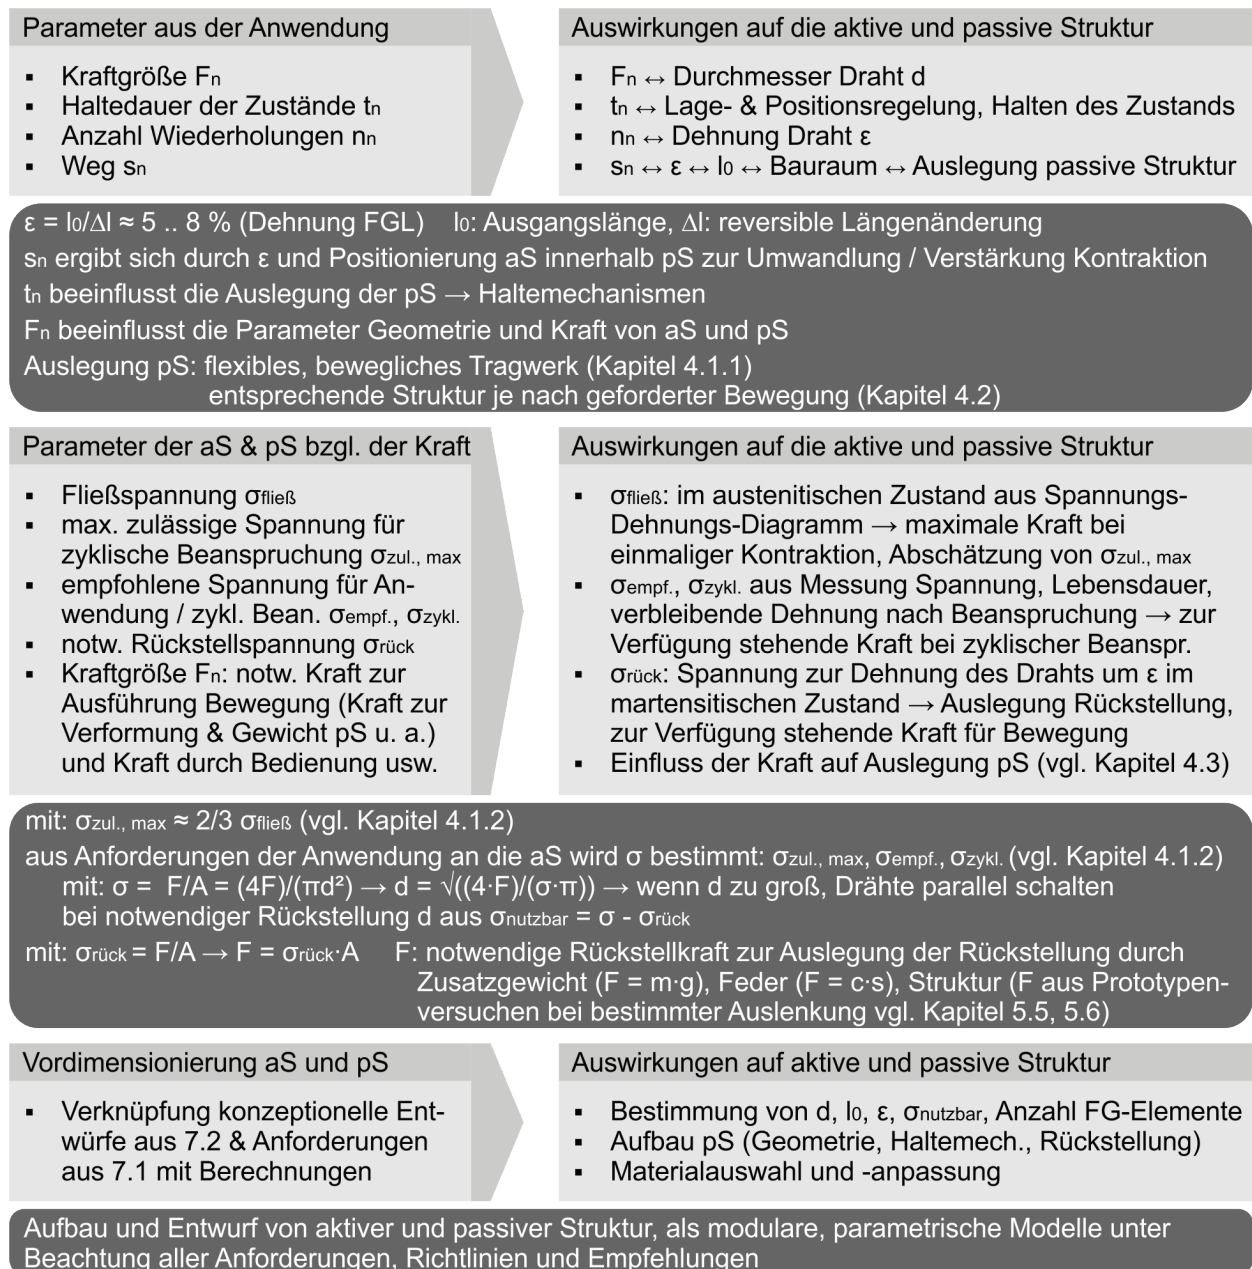 Parameter aus der Anwendung
▪ Kraftgröße Fn
▪ Haltedauer der Zustände tn
▪ Anzahl Wiederholungen nn
▪ Weg sn
Auswirkungen auf die aktive und passive Struktur
▪ Fn ↔ Durchmesser Draht d
▪ tn ↔ Lage- & Positionsregelung, Halten des Zustands
▪ nn ↔ Dehnung Draht ε
▪ sn ↔ ε ↔ l0 ↔ Bauraum ↔ Auslegung passive Struktur
ε = l0/Δl ≈ 5 .. 8 % (Dehnung FGL) l0: Ausgangslänge, Δl: reversible Längenänderung
sn ergibt sich durch ε und Positionierung aS innerhalb pS zur Umwandlung / Verstärkung Kontraktion
tn beeinflusst die Auslegung der pS → Haltemechanismen
Fn beeinflusst die Parameter Geometrie und Kraft von aS und pS
Auslegung pS: flexibles, bewegliches Tragwerk (Kapitel 4.1.1)
entsprechende Struktur je nach geforderter Bewegung (Kapitel 4.2)
Parameter der aS & pS bzgl. der Kraft
▪ Fließspannung σfließ
▪ max. zulässige Spannung für
zyklische Beanspruchung σzul., max
▪ empfohlene Spannung für An-
wendung / zykl. Bean. σempf., σzykl.
▪ notw. Rückstellspannung σrück
▪ Kraftgröße Fn: notw. Kraft zur
Ausführung Bewegung (Kraft zur
Verformung & Gewicht pS u. a.)
und Kraft durch Bedienung usw.
Auswirkungen auf die aktive und passive Struktur
▪ σfließ: im austenitischen Zustand aus Spannungs-
Dehnungs-Diagramm → maximale Kraft bei
einmaliger Kontraktion, Abschätzung von σzul., max
▪ σempf., σzykl. aus Messung Spannung, Lebensdauer,
verbleibende Dehnung nach Beanspruchung → zur
Verfügung stehende Kraft bei zyklischer Beanspr.
▪ σrück: Spannung zur Dehnung des Drahts um ε im
martensitischen Zustand → Auslegung Rückstellung,
zur Verfügung stehende Kraft für Bewegung
▪ Einfluss der Kraft auf Auslegung pS (vgl. Kapitel 4.3)
mit: σzul., max ≈ 2/3 σfließ (vgl. Kapitel 4.1.2)
aus Anforderungen der Anwendung an die aS wird σ bestimmt: σzul., max, σempf., σzykl. (vgl. Kapitel 4.1.2)
mit: σ = F/A = (4F)/(πd²) → d = √((4·F)/(σ·π)) → wenn d zu groß, Drähte parallel schalten
bei notwendiger Rückstellung d aus σnutzbar = σ - σrück
mit: σrück = F/A → F = σrück·A F: notwendige Rückstellkraft zur Auslegung der Rückstellung durch
Zusatzgewicht (F = m·g), Feder (F = c·s), Struktur (F aus Prototypen-
versuchen bei bestimmter Auslenkung vgl. Kapitel 5.5, 5.6)
Vordimensionierung aS und pS
▪ Verknüpfung konzeptionelle Ent-
würfe aus 7.2 & Anforderungen
aus 7.1 mit Berechnungen
Auswirkungen auf aktive und passive Struktur
▪ Bestimmung von d, l0, ε, σnutzbar, Anzahl FG-Elemente
▪ Aufbau pS (Geometrie, Haltemech., Rückstellung)
▪ Materialauswahl und -anpassung
Aufbau und Entwurf von aktiver und passiver Struktur, als modulare, parametrische Modelle unter
Beachtung aller Anforderungen, Richtlinien und Empfehlungen